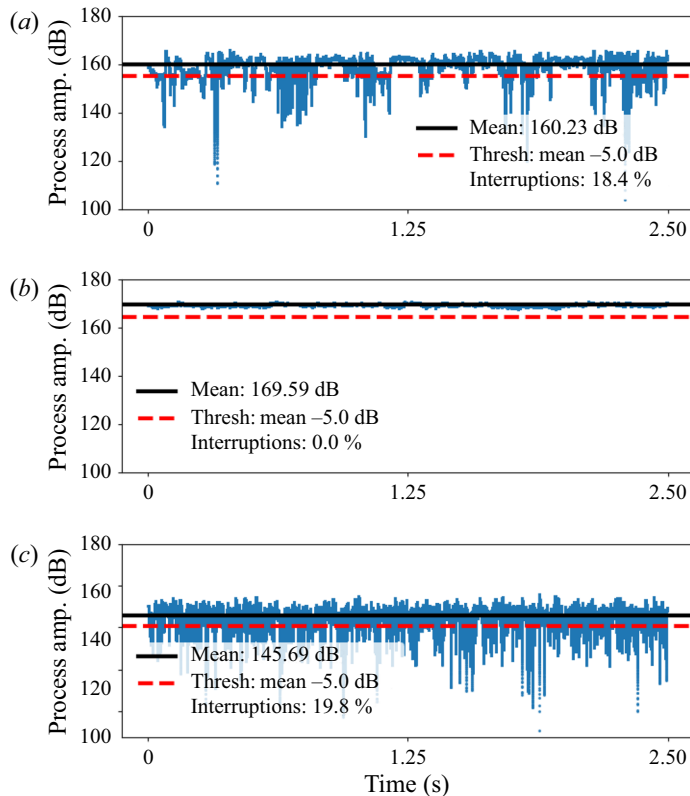 (a)
Process amp. (dB)
180
160
140
120
100
Mean: 160.23 dB
Thresh: mean –5.0 dB
Interruptions: 18.4 %
0
1.25
2.50
(b)
Process amp. (dB)
180
160
140
120
100
Mean: 169.59 dB
Thresh: mean –5.0 dB
Interruptions: 0.0 %
0
1.25
2.50
(c)
Process amp. (dB)
180
160
140
120
100
Mean: 145.69 dB
Thresh: mean –5.0 dB
Interruptions: 19.8 %
0
1.25
2.50
Time (s)